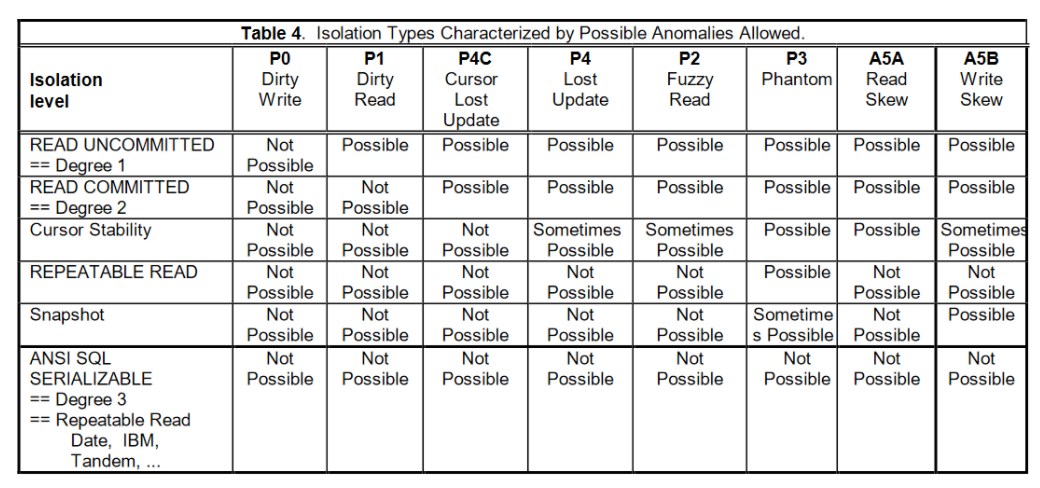 Table 4. Isolation Types Characterized by Possible Anomalies Allowed.
Isolation level P0 Dirty Write P1 Dirty Read P4C Cursor Lost Update P4 Lost Update P2 Fuzzy Read P3 Phantom A5A Read Skew A5B Write Skew
READ UNCOMMITTED == Degree 1 Not Possible Possible Possible Possible Possible Possible Possible Possible
READ COMMITTED == Degree 2 Not Possible Not Possible Possible Possible Possible Possible Possible Possible
Cursor Stability Not Possible Not Possible Not Possible Sometimes Possible Sometimes Possible Possible Possible Sometimes Possible
REPEATABLE READ Not Possible Not Possible Not Possible Not Possible Not Possible Possible Not Possible Not Possible
Snapshot Not Possible Not Possible Not Possible Not Possible Not Possible Sometime s Possible Not Possible Possible
ANSI SQL SERIALIZABLE == Degree 3 == Repeatable Read Date, IBM, Tandem, ... Not Possible Not Possible Not Possible Not Possible Not Possible Not Possible Not Possible Not Possible